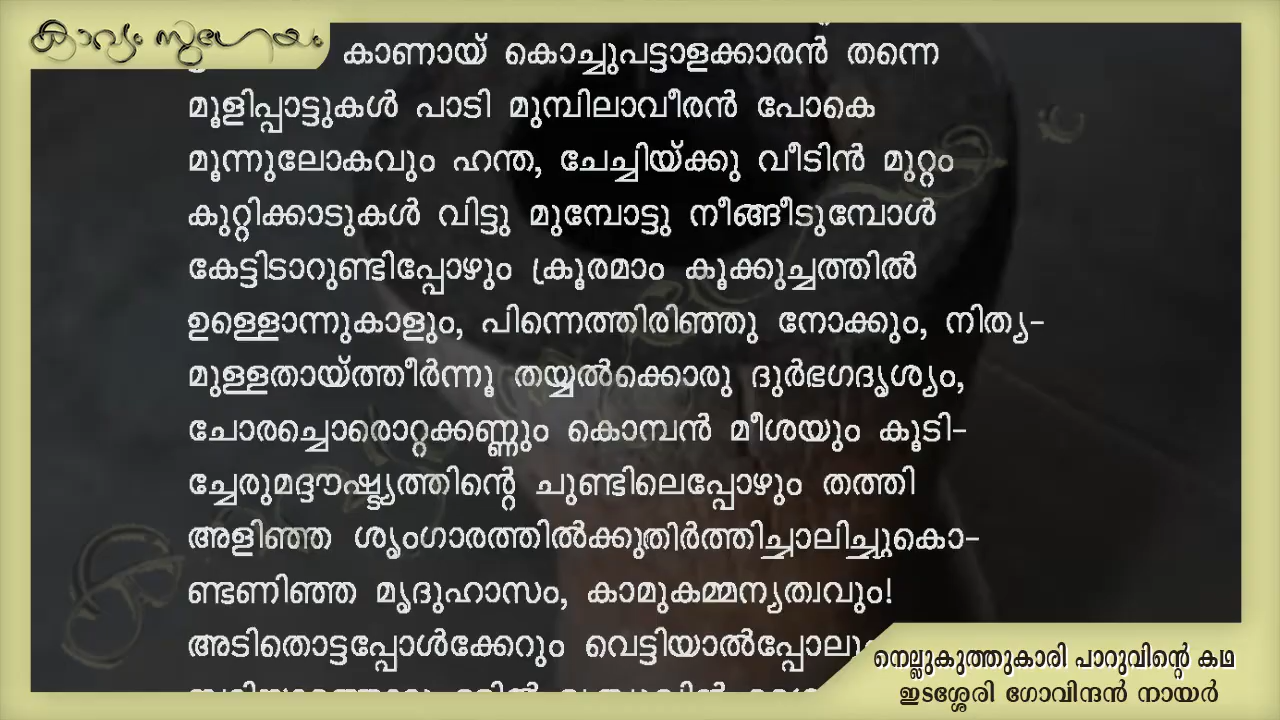 കാവ്യം സുഗേയം
കാണായ് കൊച്ചുപട്ടാളക്കാരൻ തന്നെ
മൂളിപ്പാട്ടുകൾ പാടി മുമ്പിലാവീരൻ പോകെ
മൂന്നുലോകവും ഹന്ത, ചേച്ചിയ്ക്കു വീടിൻ മുറ്റം
കുറ്റിക്കാടുകൾ വിട്ടു മുമ്പോട്ടു നീങ്ങീടുമ്പോൾ
കേട്ടിടാറുണ്ടിപ്പോഴും ക്രൂരമാം കൂക്കുച്ചത്തിൽ
ഉള്ളൊന്നുകാളും, പിന്നെത്തിരിഞ്ഞു നോക്കും, നിത്യ-
മുള്ളതായ്ത്തീർന്നൂ തയ്യൽക്കൊരു ദുർഭഗദൃശ്യം,
ചോരച്ചൊരൊറ്റക്കണ്ണും കൊമ്പൻ മീശയും കൂടി-
ച്ചേരുമദ്ദൗഷ്ട്യത്തിന്റെ ചുണ്ടിലെപ്പോഴും തത്തി
അളിഞ്ഞ ശൃംഗാരത്തിൽക്കുതിർത്തിച്ചാലിച്ചുകൊ-
ണ്ടണിഞ്ഞ മൃദുഹാസം, കാമുകമ്മന്യത്വവും!
അടിതൊട്ടപ്പോൾക്കേറും വെട്ടിയാൽപ്പോലു
നെല്ലുകുത്തുകാരി പാറുവിന്റെ കഥ
ഇടശ്ശേരി ഗോവിന്ദൻ നായർ